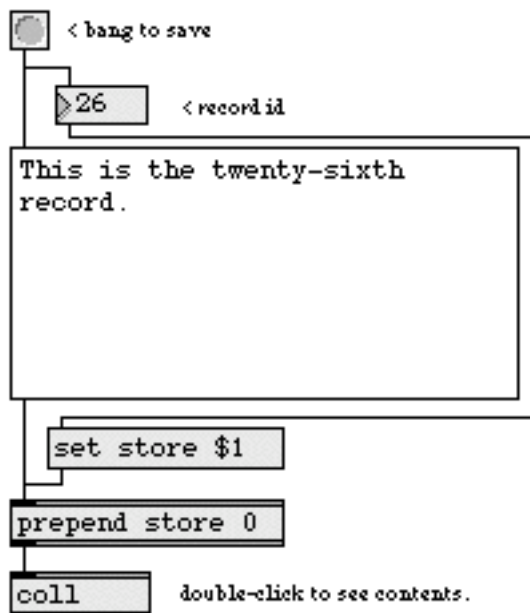 < bang to save
26
< record id
This is the twenty-sixth
record.
set store $1
prepend store 0
coll
double-click to see contents.